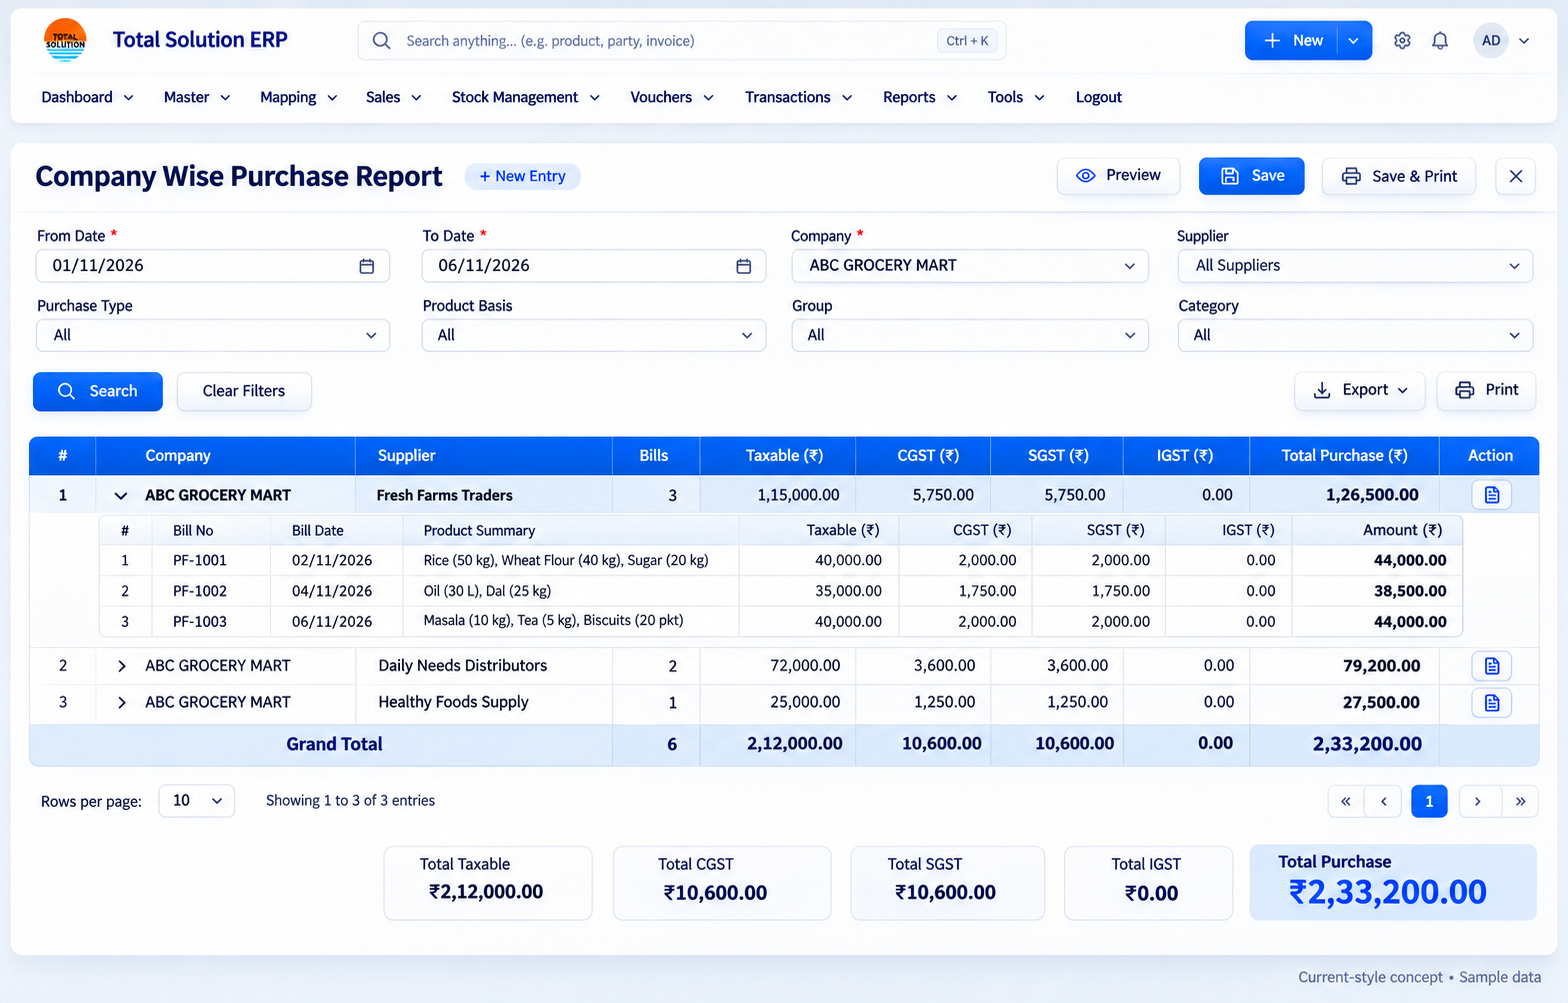 TOTAL
SOLUTION
Total Solution ERP
Search anything... (e.g. product, party, invoice)
Ctrl + K
+ New
AD
Dashboard Master Mapping Sales Stock Management Vouchers Transactions Reports Tools Logout
Company Wise Purchase Report
+ New Entry
Preview
Save
Save & Print
From Date * To Date * Company * Supplier
01/11/2026 06/11/2026 ABC GROCERY MART All Suppliers
Purchase Type Product Basis Group Category
All All All All
Search
Clear Filters
Export
Print
# Company Supplier Bills Taxable (₹) CGST (₹) SGST (₹) IGST (₹) Total Purchase (₹) Action
1 ABC GROCERY MART Fresh Farms Traders 3 1,15,000.00 5,750.00 5,750.00 0.00 1,26,500.00
# Bill No Bill Date Product Summary Taxable (₹) CGST (₹) SGST (₹) IGST (₹) Amount (₹)
1 PF-1001 02/11/2026 Rice (50 kg), Wheat Flour (40 kg), Sugar (20 kg) 40,000.00 2,000.00 2,000.00 0.00 44,000.00
2 PF-1002 04/11/2026 Oil (30 L), Dal (25 kg) 35,000.00 1,750.00 1,750.00 0.00 38,500.00
3 PF-1003 06/11/2026 Masala (10 kg), Tea (5 kg), Biscuits (20 pkt) 40,000.00 2,000.00 2,000.00 0.00 44,000.00
2 ABC GROCERY MART Daily Needs Distributors 2 72,000.00 3,600.00 3,600.00 0.00 79,200.00
3 ABC GROCERY MART Healthy Foods Supply 1 25,000.00 1,250.00 1,250.00 0.00 27,500.00
Grand Total 6 2,12,000.00 10,600.00 10,600.00 0.00 2,33,200.00
Rows per page: 10 Showing 1 to 3 of 3 entries « ‹ 1 › »
Total Taxable Total CGST Total SGST Total IGST Total Purchase
₹2,12,000.00 ₹10,600.00 ₹10,600.00 ₹0.00 ₹2,33,200.00
Current-style concept • Sample data